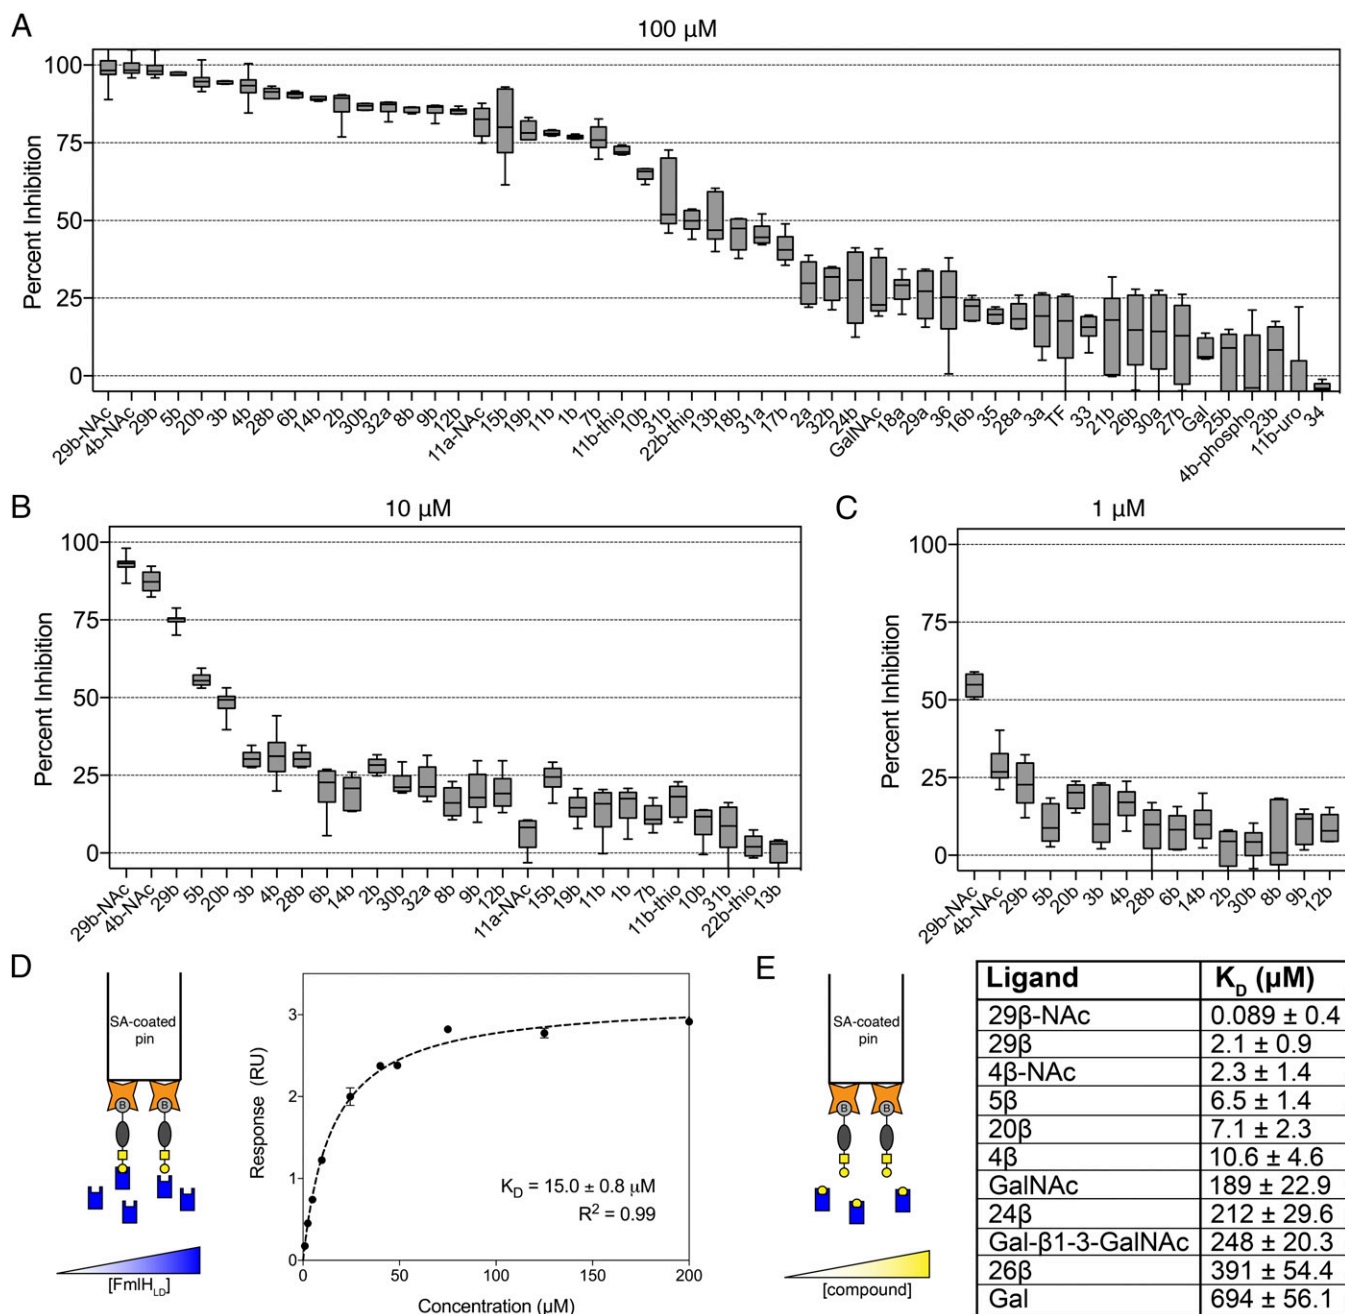 A
100 µM
Percent Inhibition
100
75
50
25
0
29b-NAc
4b-NAc
29b
5b
20b
3b
4b
28b
6b
14b
2b
30b
32a
8b
9b
12b
11a-NAc
15b
19b
11b
1b
7b
11b-thio
10b
31b
22b-thio
13b
18b
31a
17b
2a
32b
24b
GalNAc
18a
29a
36
16b
35
28a
3a
TF
33
21b
26b
30a
27b
Gal
25b
4b-phospho
23b
11b-uro
34
B
10 µM
Percent Inhibition
100
75
50
25
0
29b-NAc
4b-NAc
29b
5b
20b
3b
4b
28b
6b
14b
2b
30b
32a
8b
9b
12b
11a-NAc
15b
19b
11b
1b
7b
11b-thio
10b
31b
22b-thio
13b
C
1 µM
Percent Inhibition
100
75
50
25
0
29b-NAc
4b-NAc
29b
5b
20b
3b
4b
28b
6b
14b
2b
30b
8b
9b
12b
D
SA-coated
pin
B B
[FmlH LD]
Response (RU)
3
2
1
0
K D = 15.0 ± 0.8 µM
R² = 0.99
0 50 100 150 200
Concentration (µM)
E
SA-coated
pin
B B
[compound]
Ligand K D (µM)
29β-NAc 0.089 ± 0.4
29β 2.1 ± 0.9
4β-NAc 2.3 ± 1.4
5β 6.5 ± 1.4
20β 7.1 ± 2.3
4β 10.6 ± 4.6
GalNAc 189 ± 22.9
24β 212 ± 29.6
Gal-β1-3-GalNAc 248 ± 20.3
26β 391 ± 54.4
Gal 694 ± 56.1